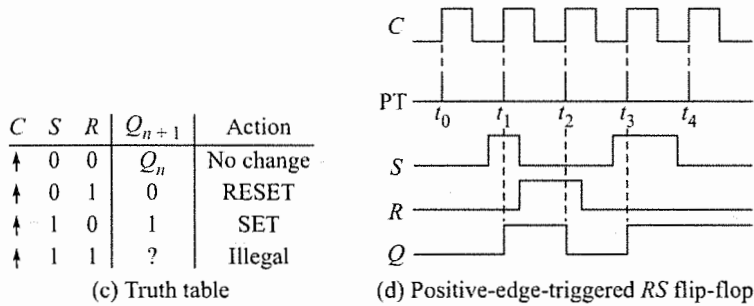 C S R Q_{n+1} Action
↑ 0 0 Q_n No change
↑ 0 1 0 RESET
↑ 1 0 1 SET
↑ 1 1 ? Illegal
(c) Truth table
C
PT
t_0 t_1 t_2 t_3 t_4
S
R
Q
(d) Positive-edge-triggered RS flip-flop